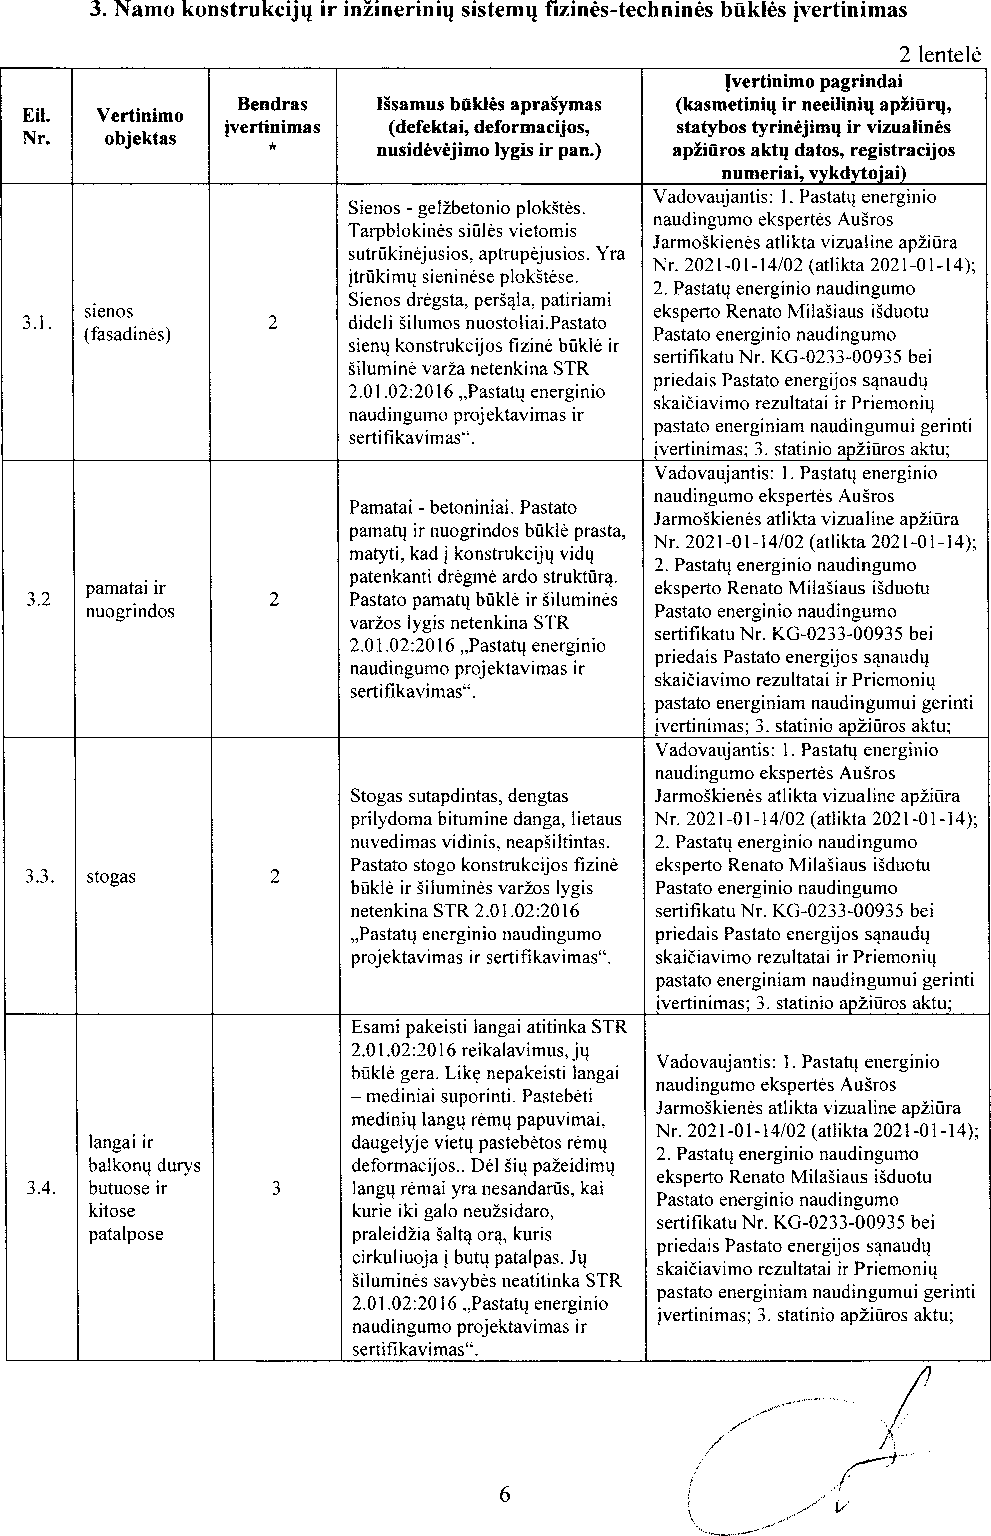 3. Namo konstrukcijų ir inžinerinių sistemų fizinės-techninės būklės įvertinimas
2 lentelė
Eil.
Nr.
Vertinimo
objektas
Bendras
įvertinimas
*
Išsamus būklės aprašymas
(defektai, deformacijos,
nusidėvėjimo lygis ir pan.)
Įvertinimo pagrindai
(kasmetinių ir neeilinių apžiūrų,
statybos tyrinėjimų ir vizualinės
apžiūros aktų datos, registracijos
numeriai, vykdytojai)
3.1.
sienos
(fasadinės)
2
Sienos - gelžbetonio plokštės.
Tarpblokinės siūlės vietomis
sutrūkinėjusios, aptrupėjusios. Yra
įtrūkimų sieninėse plokštėse.
Sienos drėgsta, peršąla, patiriami
dideli šilumos nuostoliai.Pastato
sienų konstrukcijos fizinė būklė ir
šiluminė varža netenkina STR
2.01.02:2016 „Pastatų energinio
naudingumo projektavimas ir
sertifikavimas“.
Vadovaujantis: 1. Pastatų energinio
naudingumo ekspertės Aušros
Jarmoškienės atlikta vizualine apžiūra
Nr. 2021-01-14/02 (atlikta 2021-01-14);
2. Pastatų energinio naudingumo
eksperto Renato Milašiaus išduotu
Pastato energinio naudingumo
sertifikatu Nr. KG-0233-00935 bei
priedais Pastato energijos sąnaudų
skaičiavimo rezultatai ir Priemonių
pastato energiniam naudingumui gerinti
įvertinimas; 3. statinio apžiūros aktu;
3.2
pamatai ir
nuogrindos
2
Pamatai - betoniniai. Pastato
pamatų ir nuogrindos būklė prasta,
matyti, kad į konstrukcijų vidų
patenkanti drėgmė ardo struktūrą.
Pastato pamatų būklė ir šiluminės
varžos lygis netenkina STR
2.01.02:2016 „Pastatų energinio
naudingumo projektavimas ir
sertifikavimas“.
Vadovaujantis: 1. Pastatų energinio
naudingumo ekspertės Aušros
Jarmoškienės atlikta vizualine apžiūra
Nr. 2021-01-14/02 (atlikta 2021-01-14);
2. Pastatų energinio naudingumo
eksperto Renato Milašiaus išduotu
Pastato energinio naudingumo
sertifikatu Nr. KG-0233-00935 bei
priedais Pastato energijos sąnaudų
skaičiavimo rezultatai ir Priemonių
pastato energiniam naudingumui gerinti
įvertinimas; 3. statinio apžiūros aktu;
3.3.
stogas
2
Stogas sutapdintas, dengtas
prilydoma bitumine danga, lietaus
nuvedimas vidinis, neapšiltintas.
Pastato stogo konstrukcijos fizinė
būklė ir šiluminės varžos lygis
netenkina STR 2.01.02:2016
„Pastatų energinio naudingumo
projektavimas ir sertifikavimas“.
Vadovaujantis: 1. Pastatų energinio
naudingumo ekspertės Aušros
Jarmoškienės atlikta vizualine apžiūra
Nr. 2021-01-14/02 (atlikta 2021-01-14);
2. Pastatų energinio naudingumo
eksperto Renato Milašiaus išduotu
Pastato energinio naudingumo
sertifikatu Nr. KG-0233-00935 bei
priedais Pastato energijos sąnaudų
skaičiavimo rezultatai ir Priemonių
pastato energiniam naudingumui gerinti
įvertinimas; 3. statinio apžiūros aktu;
3.4.
langai ir
balkonų durys
butuose ir
kitose
patalpose
3
Esami pakeisti langai atitinka STR
2.01.02:2016 reikalavimus, jų
būklė gera. Likę nepakeisti langai
– mediniai suporinti. Pastebėti
medinių langų rėmų papuvimai,
daugelyje vietų pastebėtos rėmų
deformacijos.. Dėl šių pažeidimų
langų rėmai yra nesandarūs, kai
kurie iki galo neužsidaro,
praleidžia šaltą orą, kuris
cirkuliuoja į butų patalpas. Jų
šiluminės savybės neatitinka STR
2.01.02:2016 „Pastatų energinio
naudingumo projektavimas ir
sertifikavimas“.
Vadovaujantis: 1. Pastatų energinio
naudingumo ekspertės Aušros
Jarmoškienės atlikta vizualine apžiūra
Nr. 2021-01-14/02 (atlikta 2021-01-14);
2. Pastatų energinio naudingumo
eksperto Renato Milašiaus išduotu
Pastato energinio naudingumo
sertifikatu Nr. KG-0233-00935 bei
priedais Pastato energijos sąnaudų
skaičiavimo rezultatai ir Priemonių
pastato energiniam naudingumui gerinti
įvertinimas; 3. statinio apžiūros aktu;
6